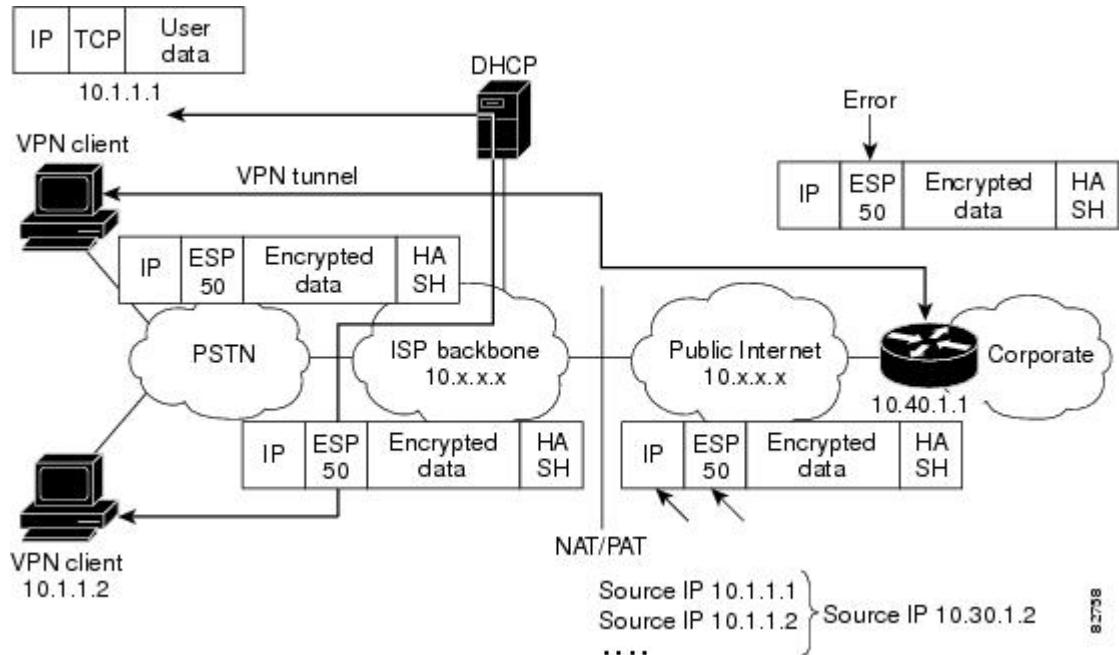 IP TCP User data
10.1.1.1
DHCP
Error
VPN client
VPN tunnel
IP ESP 50 Encrypted data HA SH
IP ESP 50 Encrypted data HA SH
PSTN
ISP backbone
10.x.x.x
Public Internet
10.x.x.x
Corporate
10.40.1.1
IP ESP 50 Encrypted data HA SH
IP ESP 50 Encrypted data HA SH
VPN client
10.1.1.2
NAT/PAT
Source IP 10.1.1.1
Source IP 10.1.1.2
....
Source IP 10.30.1.2
82758